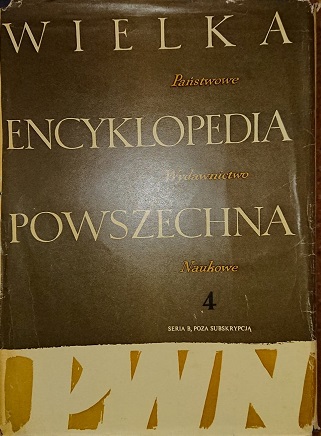 WIELKA
Państwowe
ENCYKLOPEDIA
Wydawnictwo
POWSZECHNA
Naukowe
4
SERIA B, POZA SUBSKRYPCJĄ
PWN